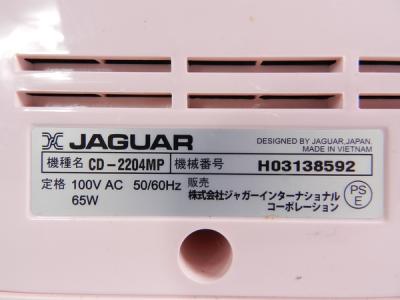 JAGUAR
DESIGNED BY JAGUAR,JAPAN.
MADE IN VIETNAM
機種名 CD-2204MP 機械番号 H03138592
定格 100V AC 50/60Hz 販売
65W 株式会社ジャガーインターナショナル
コーポレーション
PS
E